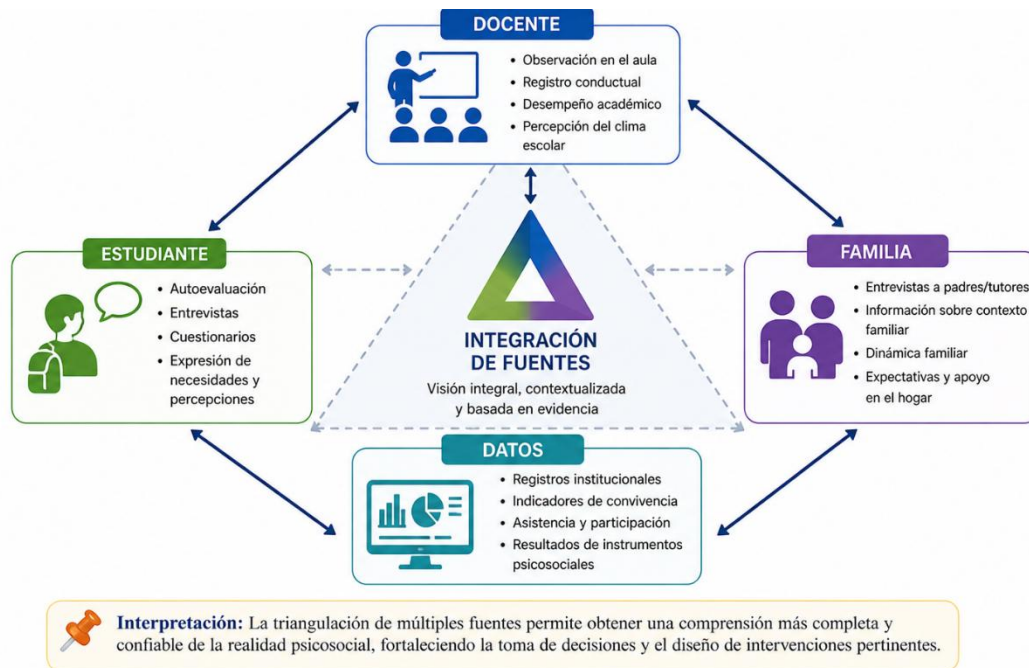 DOCENTE
• Observación en el aula
• Registro conductual
• Desempeño académico
• Percepción del clima
escolar
ESTUDIANTE
• Autoevaluación
• Entrevistas
• Cuestionarios
• Expresión de
necesidades y
percepciones
INTEGRACIÓN
DE FUENTES
Visión integral, contextualizada
y basada en evidencia
FAMILIA
• Entrevistas a padres/tutores
• Información sobre contexto
familiar
• Dinámica familiar
• Expectativas y apoyo
en el hogar
DATOS
• Registros institucionales
• Indicadores de convivencia
• Asistencia y participación
• Resultados de instrumentos
psicosociales
Interpretación: La triangulación de múltiples fuentes permite obtener una comprensión más completa y
confiable de la realidad psicosocial, fortaleciendo la toma de decisiones y el diseño de intervenciones pertinentes.